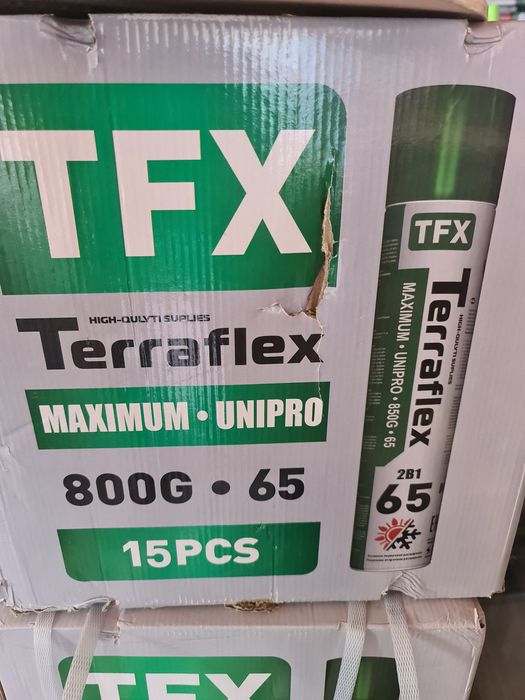 TFX
HIGH-QULYTI SUPLIES
Terraflex
MAXIMUM • UNIPRO
800G • 65
15PCS
TFX
Terraflex
HIGH-QULYTI SUPLIES
MAXIMUM • UNIPRO • 850G • 65
2B1
65
TFX